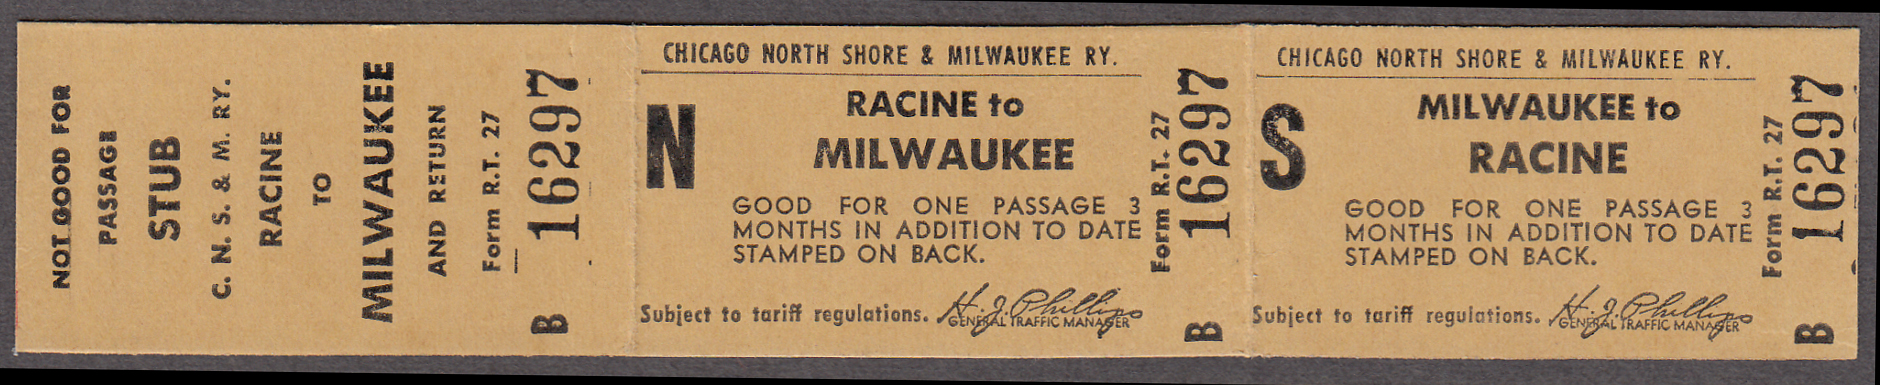 NOT GOOD FOR
PASSAGE
STUB
C. N. S. & M. RY.
RACINE
TO
MILWAUKEE
AND RETURN
Form R.T. 27
B 16297
CHICAGO NORTH SHORE & MILWAUKEE RY.
N
RACINE to
MILWAUKEE
GOOD FOR ONE PASSAGE 3
MONTHS IN ADDITION TO DATE
STAMPED ON BACK.
Subject to tariff regulations.
H. J. Phillips
GENERAL TRAFFIC MANAGER
Form R.T. 27
B 16297
CHICAGO NORTH SHORE & MILWAUKEE RY.
S
MILWAUKEE to
RACINE
GOOD FOR ONE PASSAGE 3
MONTHS IN ADDITION TO DATE
STAMPED ON BACK.
Subject to tariff regulations.
H. J. Phillips
GENERAL TRAFFIC MANAGER
Form R.T. 27
B 16297